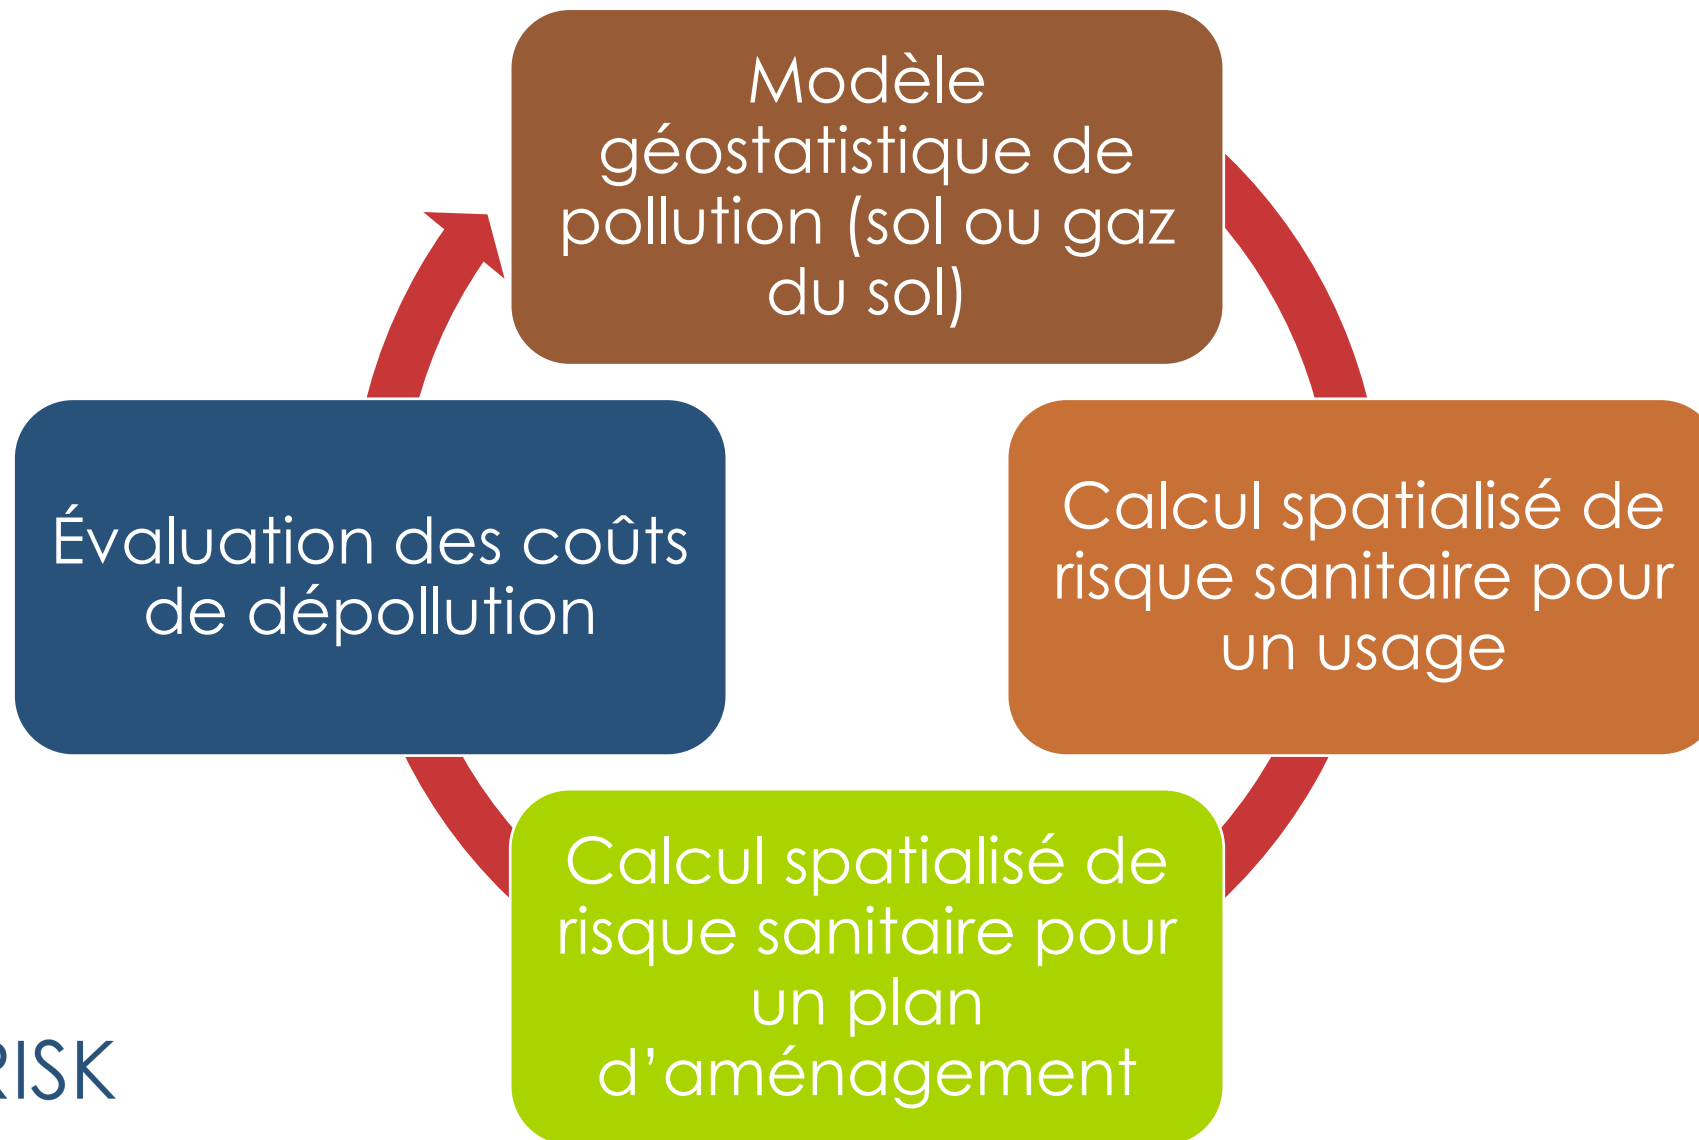 Modèle
géostatistique de
pollution (sol ou gaz
du sol)
Calcul spatialisé de
risque sanitaire pour
un usage
Évaluation des coûts
de dépollution
Calcul spatialisé de
risque sanitaire pour
un plan
d’aménagement
RISK